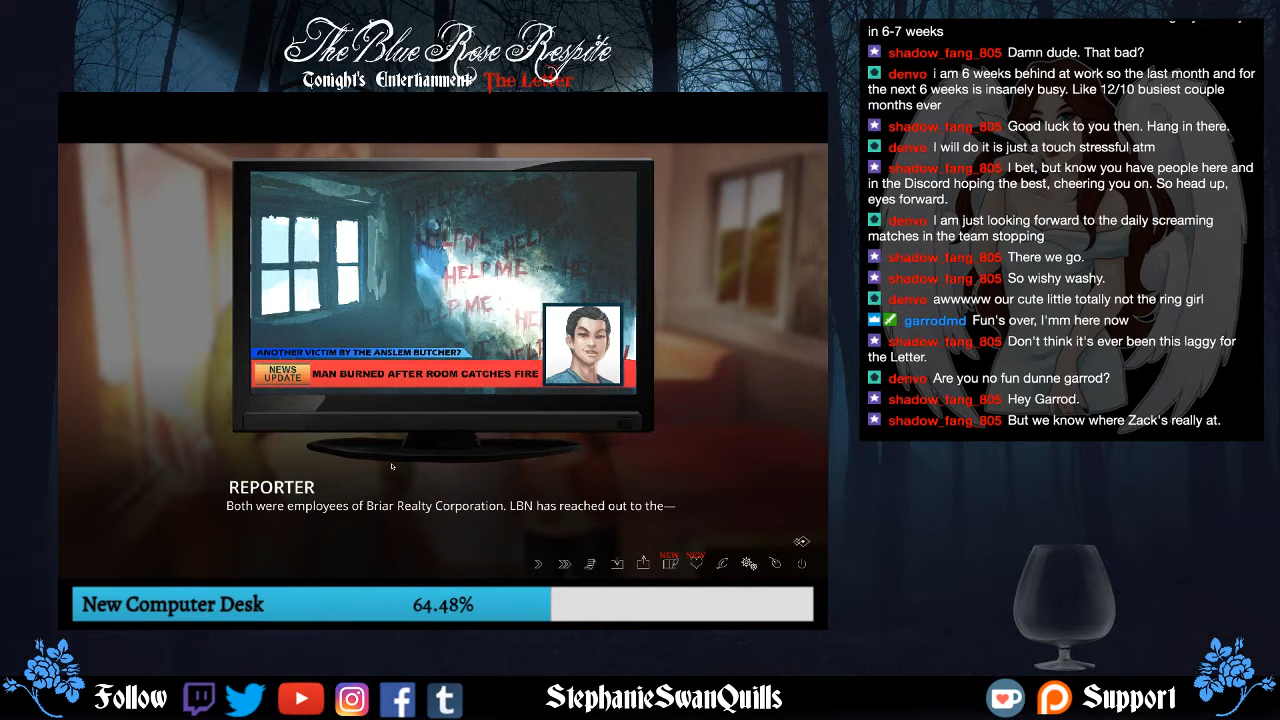 The Blue Rose Respite
Tonight's Entertainment The Letter
in 6-7 weeks
shadow_fang_805 Damn dude. That bad?
denvo i am 6 weeks behind at work so the last month and for
the next 6 weeks is insanely busy. Like 12/10 busiest couple
months ever
shadow_fang_805 Good luck to you then. Hang in there.
denvo I will do it is just a touch stressful atm
shadow_fang_805 I bet, but know you have people here and
in the Discord hoping the best, cheering you on. So head up,
eyes forward.
denvo I am just looking forward to the daily screaming
matches in the team stopping
shadow_fang_805 There we go.
shadow_fang_805 So wishy washy.
denvo awwwww our cute little totally not the ring girl
garrodmd Fun's over, I'mm here now
shadow_fang_805 Don't think it's ever been this laggy for
the Letter.
denvo Are you no fun dunne garrod?
shadow_fang_805 Hey Garrod.
shadow_fang_805 But we know where Zack's really at.
HELP ME HEL
HELP ME HE
P ME HE
ANOTHER VICTIM BY THE ANSLEM BUTCHER?
NEWS
UPDATE
MAN BURNED AFTER ROOM CATCHES FIRE
REPORTER
Both were employees of Briar Realty Corporation. LBN has reached out to the—
NEW NEW
New Computer Desk 64.48%
Follow StephanieSwanQuills Support